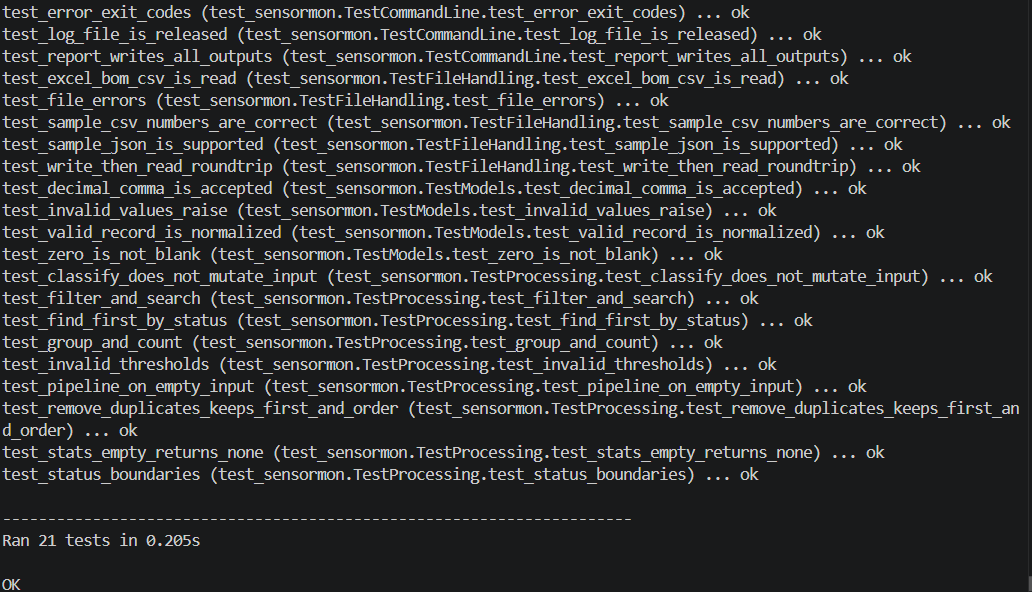 test_error_exit_codes (test_sensormon.TestCommandLine.test_error_exit_codes) ... ok
test_log_file_is_released (test_sensormon.TestCommandLine.test_log_file_is_released) ... ok
test_report_writes_all_outputs (test_sensormon.TestCommandLine.test_report_writes_all_outputs) ... ok
test_excel_bom_csv_is_read (test_sensormon.TestFileHandling.test_excel_bom_csv_is_read) ... ok
test_file_errors (test_sensormon.TestFileHandling.test_file_errors) ... ok
test_sample_csv_numbers_are_correct (test_sensormon.TestFileHandling.test_sample_csv_numbers_are_correct) ... ok
test_sample_json_is_supported (test_sensormon.TestFileHandling.test_sample_json_is_supported) ... ok
test_write_then_read_roundtrip (test_sensormon.TestFileHandling.test_write_then_read_roundtrip) ... ok
test_decimal_comma_is_accepted (test_sensormon.TestModels.test_decimal_comma_is_accepted) ... ok
test_invalid_values_raise (test_sensormon.TestModels.test_invalid_values_raise) ... ok
test_valid_record_is_normalized (test_sensormon.TestModels.test_valid_record_is_normalized) ... ok
test_zero_is_not_blank (test_sensormon.TestModels.test_zero_is_not_blank) ... ok
test_classify_does_not_mutate_input (test_sensormon.TestProcessing.test_classify_does_not_mutate_input) ... ok
test_filter_and_search (test_sensormon.TestProcessing.test_filter_and_search) ... ok
test_find_first_by_status (test_sensormon.TestProcessing.test_find_first_by_status) ... ok
test_group_and_count (test_sensormon.TestProcessing.test_group_and_count) ... ok
test_invalid_thresholds (test_sensormon.TestProcessing.test_invalid_thresholds) ... ok
test_pipeline_on_empty_input (test_sensormon.TestProcessing.test_pipeline_on_empty_input) ... ok
test_remove_duplicates_keeps_first_and_order (test_sensormon.TestProcessing.test_remove_duplicates_keeps_first_an
d_order) ... ok
test_stats_empty_returns_none (test_sensormon.TestProcessing.test_stats_empty_returns_none) ... ok
test_status_boundaries (test_sensormon.TestProcessing.test_status_boundaries) ... ok
----------------------------------------------------------------------
Ran 21 tests in 0.205s
OK